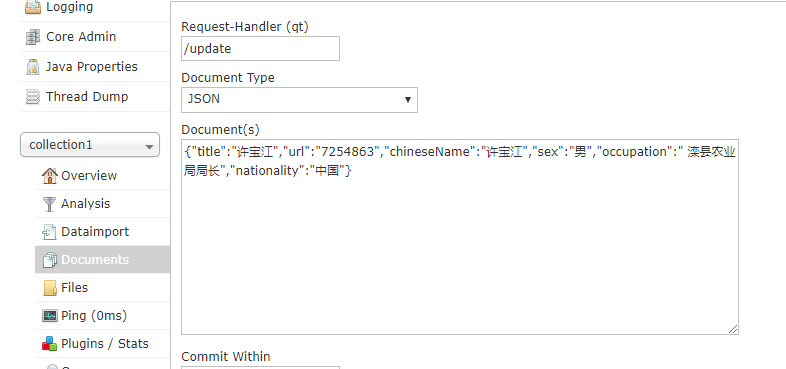 Logging
Core Admin
Java Properties
Thread Dump
collection1
Overview
Analysis
Dataimport
Documents
Files
Ping (0ms)
Plugins / Stats
Request-Handler (qt)
/update
Document Type
JSON
Document(s)
{"title":"许宝江","url":"7254863","chineseName":"许宝江","sex":"男","occupation":" 滦县农业
局局长","nationality":"中国"}
Commit Within